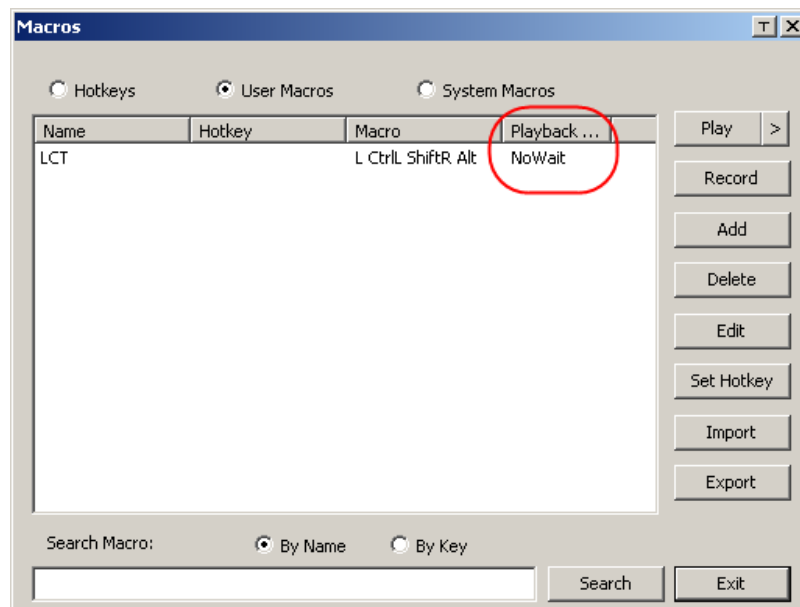 Macros
Hotkeys User Macros System Macros
Name Hotkey Macro Playback ... Play >
LCT L CtrlL ShiftR Alt NoWait
Record
Add
Delete
Edit
Set Hotkey
Import
Export
Search Macro: By Name By Key
Search Exit